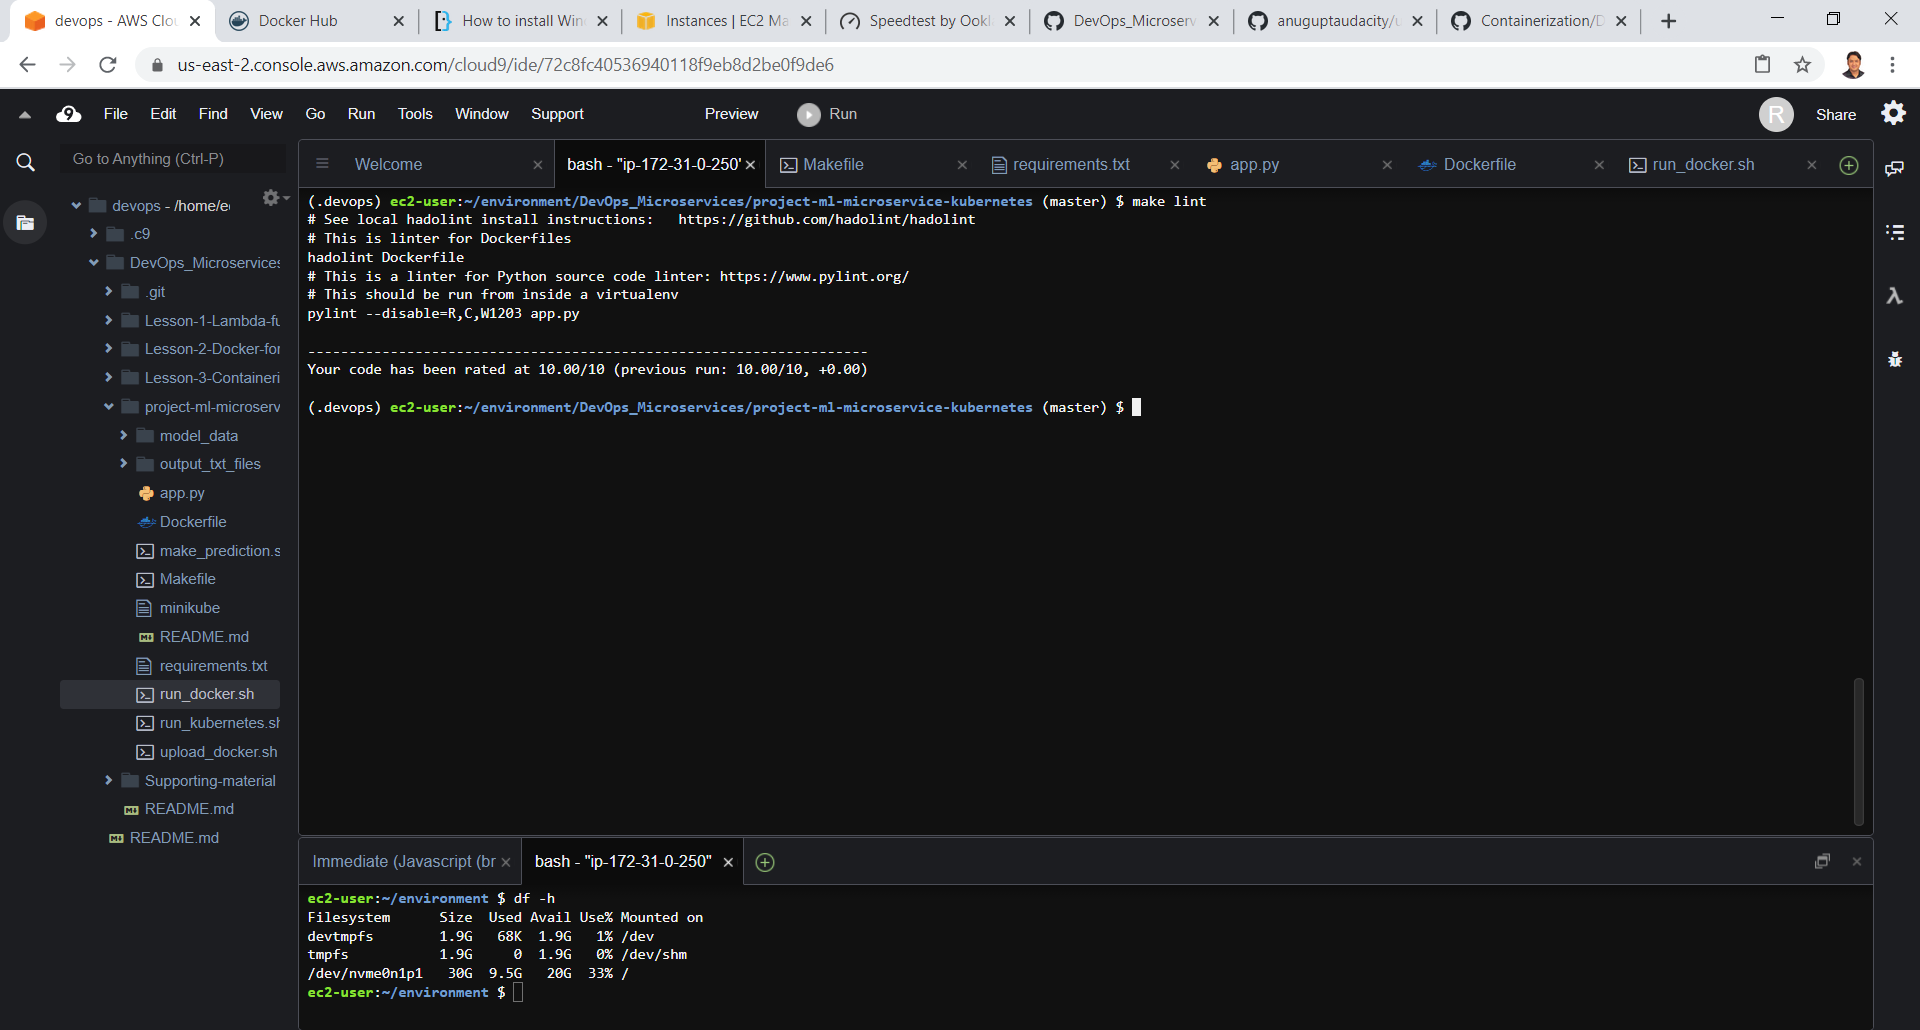 devops - AWS Clou
Docker Hub
How to install Win
Instances | EC2 Ma
Speedtest by Ookl
DevOps_Microserv
anuguptaudacity/u
Containerization/D
us-east-2.console.aws.amazon.com/cloud9/ide/72c8fc40536940118f9eb8d2be0f9de6
9 File Edit Find View Go Run Tools Window Support Preview Run R Share
Go to Anything (Ctrl-P)
Welcome
bash - "ip-172-31-0-250'
Makefile
requirements.txt
app.py
Dockerfile
run_docker.sh
devops - /home/e
.c9
DevOps_Microservices
.git
Lesson-1-Lambda-fu
Lesson-2-Docker-for
Lesson-3-Containeri
project-ml-microserv
model_data
output_txt_files
app.py
Dockerfile
make_prediction.s
Makefile
minikube
README.md
requirements.txt
run_docker.sh
run_kubernetes.sh
upload_docker.sh
Supporting-material
README.md
README.md
(.devops) ec2-user:~/environment/DevOps_Microservices/project-ml-microservice-kubernetes (master) $ make lint
# See local hadolint install instructions:   https://github.com/hadolint/hadolint
# This is linter for Dockerfiles
hadolint Dockerfile
# This is a linter for Python source code linter: https://www.pylint.org/
# This should be run from inside a virtualenv
pylint --disable=R,C,W1203 app.py
--------------------------------------------------------------------
Your code has been rated at 10.00/10 (previous run: 10.00/10, +0.00)
(.devops) ec2-user:~/environment/DevOps_Microservices/project-ml-microservice-kubernetes (master) $
Immediate (Javascript (br
bash - "ip-172-31-0-250"
ec2-user:~/environment $ df -h
Filesystem      Size  Used Avail Use% Mounted on
devtmpfs        1.9G   68K  1.9G   1% /dev
tmpfs           1.9G     0  1.9G   0% /dev/shm
/dev/nvme0n1p1   30G  9.5G   20G  33% /
ec2-user:~/environment $